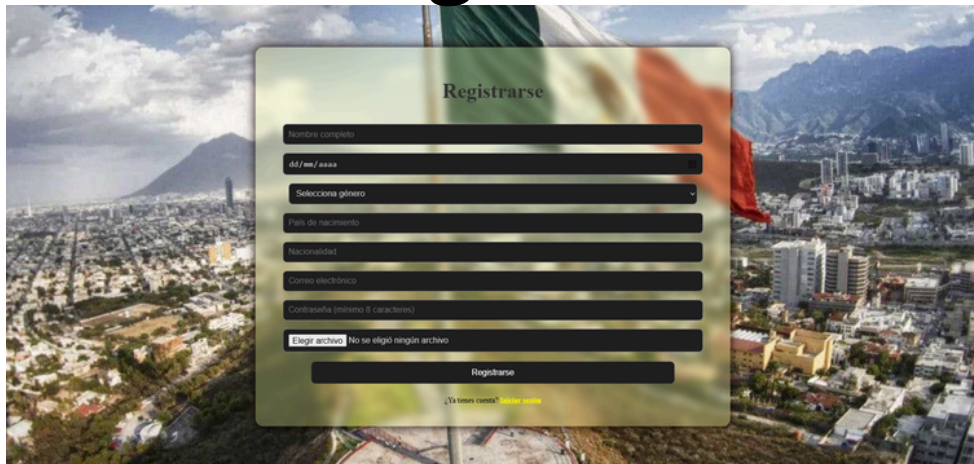 Registrarse
Nombre completo
dd/mm/aaaa
Selecciona género
País de nacimiento
Nacionalidad
Correo electrónico
Contraseña (mínimo 8 caracteres)
Elegir archivo No se eligió ningún archivo
Registrarse
¿Ya tienes cuenta? Iniciar sesión